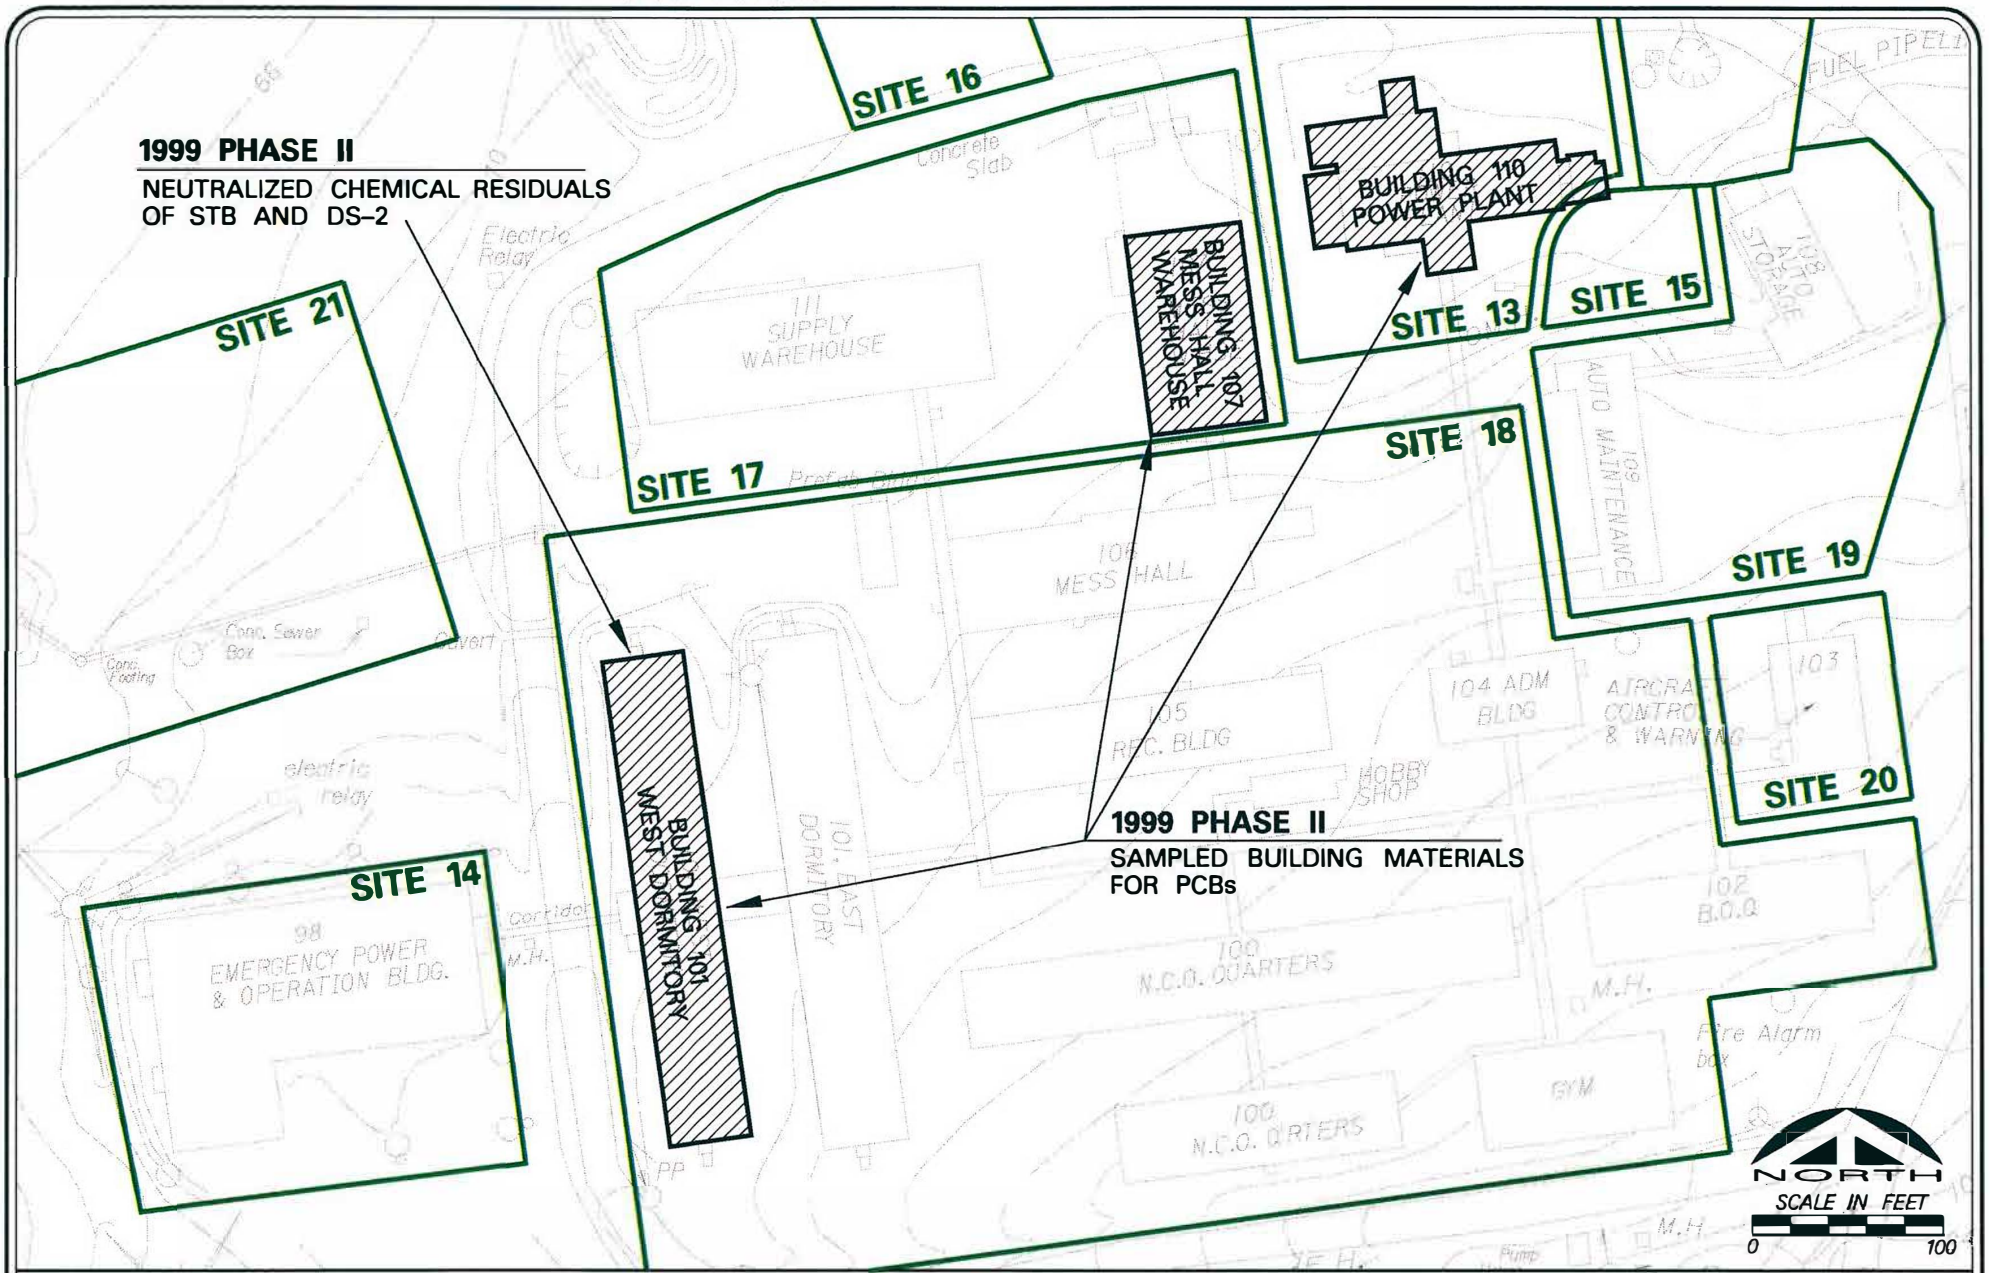 SITE 16
FUEL PIPELI
1999 PHASE II
NEUTRALIZED CHEMICAL RESIDUALS
OF STB AND DS-2
Concrete
Slab
BUILDING 110
POWER PLANT
Electric
Relay
108
AUTO
STORAGE
SITE 21
111
SUPPLY
WAREHOUSE
BUILDING 107
MESS HALL
WAREHOUSE
SITE 13
SITE 15
SITE 17
Prefab Bldg
SITE 18
109
AUTO MAINTENANCE
106
MESS HALL
SITE 19
Conc. Sewer
Box
Conc.
Footing
Culvert
105
REC. BLDG
104 ADM
BLDG
AIRCRAFT
CONTROL
& WARNING
103
electric
relay
HOBBY
SHOP
SITE 20
1999 PHASE II
SAMPLED BUILDING MATERIALS
FOR PCBs
BUILDING 101
WEST DORMITORY
101, EAST
DORMITORY
SITE 14
98
EMERGENCY POWER
& OPERATION BLDG.
Corridor
M.H.
102
B.O.Q
100
N.C.O. QUARTERS
M.H.
Fire Alarm
box
GYM
100
N.C.O. Q'RTERS
PP
NORTH
SCALE IN FEET
0 100
M.H
Pump